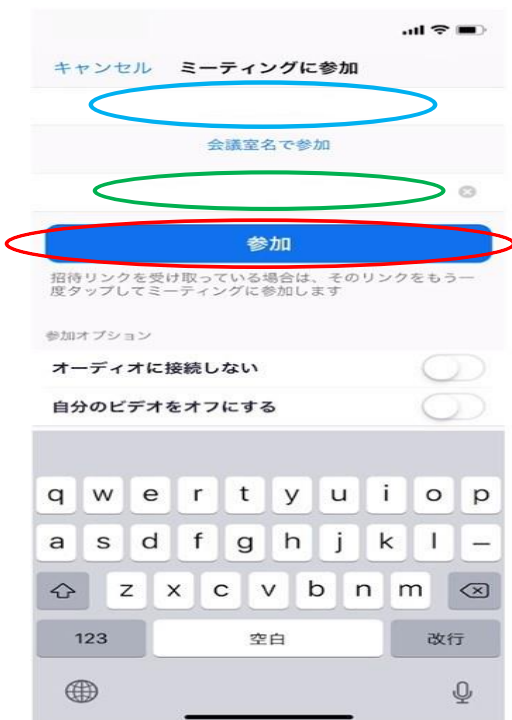 キャンセル ミーティングに参加
会議室名で参加
参加
招待リンクを受け取っている場合は、そのリンクをもう一
度タップしてミーティングに参加します
参加オプション
オーディオに接続しない
自分のビデオをオフにする
q w e r t y u i o p
a s d f g h j k l ー
z x c v b n m
123 空白 改行